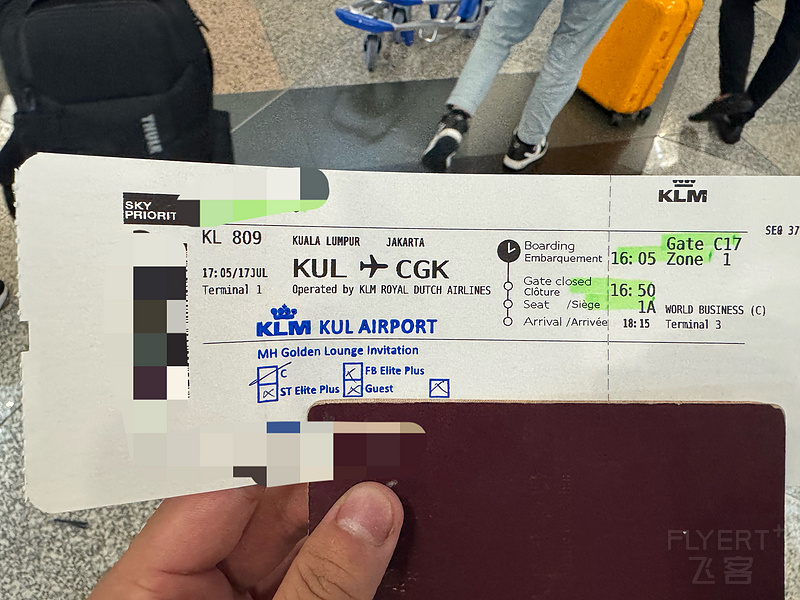 THULE
KLM
SKY
PRIORIT
SEQ 37
KL 809
KUALA LUMPUR JAKARTA
Boarding
Embarquement
16:05
Gate C17
Zone 1
17:05/17JUL
KUL CGK
Terminal 1
Operated by KLM ROYAL DUTCH AIRLINES
Gate closed
Clôture
16:50
Seat /Siège
1A
WORLD BUSINESS (C)
Arrival /Arrivée
18:15
Terminal 3
KLM KUL AIRPORT
MH Golden Lounge Invitation
C
FB Elite Plus
ST Elite Plus
Guest
FLYERT+
飞客